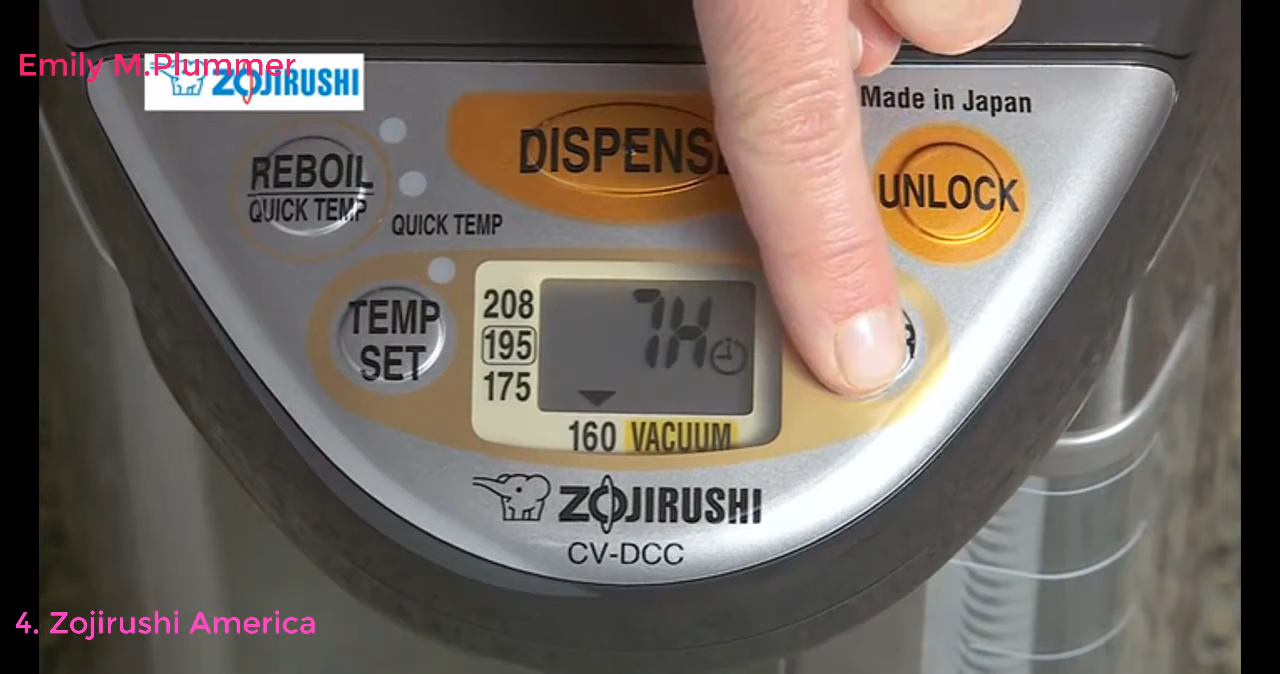 Emily M.Plummer
ZOJIRUSHI
Made in Japan
DISPENS
REBOIL
QUICK TEMP
UNLOCK
QUICK TEMP
TEMP
SET
208
195
175
7H
160 VACUUM
ZOJIRUSHI
CV-DCC
4. Zojirushi America